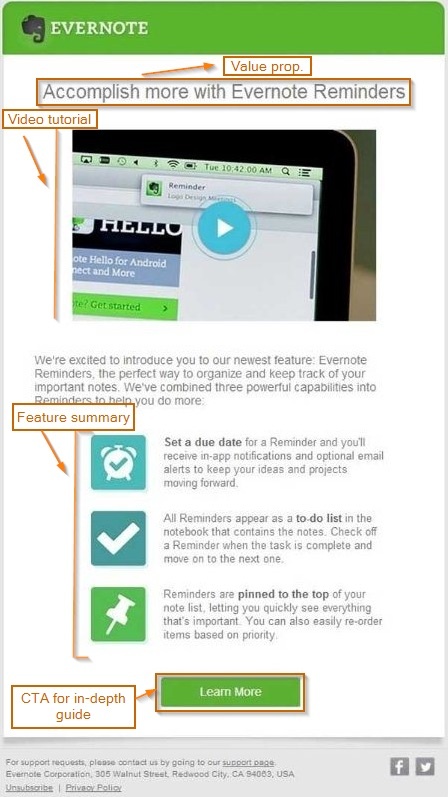 EVERNOTE
Value prop.
Accomplish more with Evernote Reminders
Video tutorial
Tue 10:42:00 AM
Reminder
Logo Design
HELLO
ote Hello for Android
nect and More
ote? Get started
We're excited to introduce you to our newest feature: Evernote
Reminders, the perfect way to organize and keep track of your
important notes. We've combined three powerful capabilities into
Reminders to help you do more:
Feature summary
Set a due date for a Reminder and you'll
receive in-app notifications and optional email
alerts to keep your ideas and projects
moving forward.
All Reminders appear as a to-do list in the
notebook that contains the notes. Check off
a Reminder when the task is complete and
move on to the next one.
Reminders are pinned to the top of your
note list, letting you quickly see everything
that's important. You can also easily re-order
items based on priority.
CTA for in-depth
guide
Learn More
For support requests, please contact us by going to our support page.
Evernote Corporation, 305 Walnut Street, Redwood City, CA 94063, USA
Unsubscribe | Privacy Policy